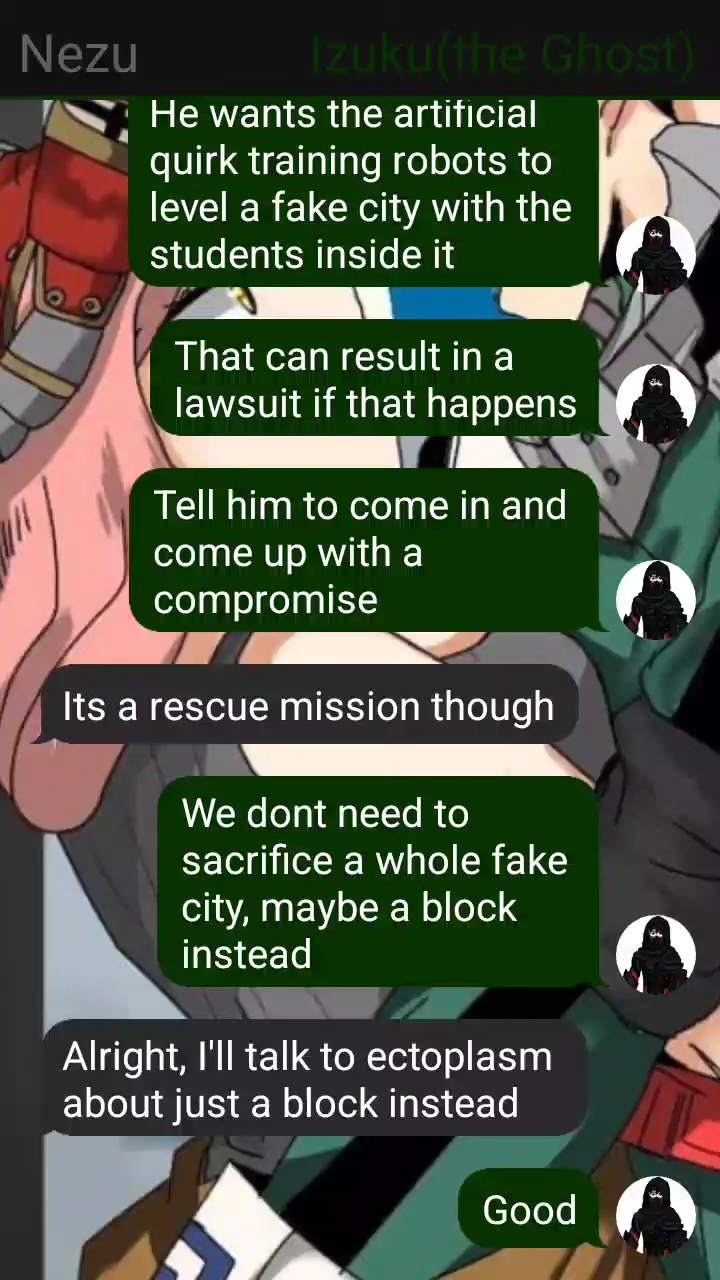 Nezu
Izuku(the Ghost)
He wants the artificial
quirk training robots to
level a fake city with the
students inside it
That can result in a
lawsuit if that happens
Tell him to come in and
come up with a
compromise
Its a rescue mission though
We dont need to
sacrifice a whole fake
city, maybe a block
instead
Alright, I'll talk to ectoplasm
about just a block instead
Good